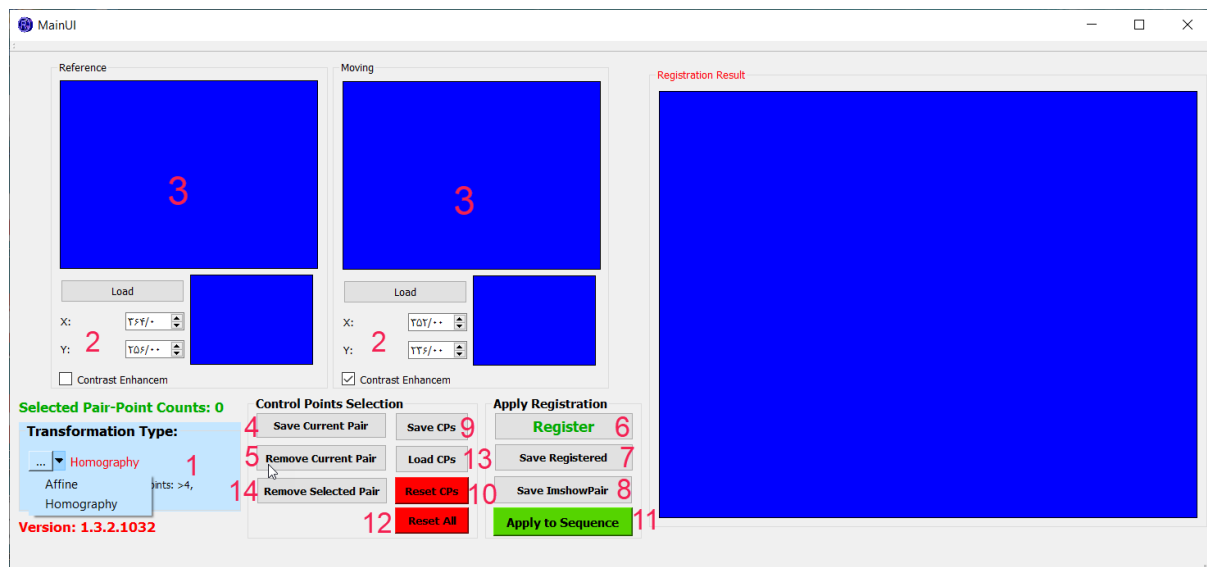 MainUI
Reference
Moving
Registration Result
3
3
Load
Load
X: ۳۶۴/۰
X: ۲۵۲/۰۰
2
2
Y: ۲۵۶/۰۰
Y: ۲۳۶/۰۰
Contrast Enhancem
Contrast Enhancem
Selected Pair-Point Counts: 0
Transformation Type:
... Homography 1
Affine
ints: >4,
Homography
Version: 1.3.2.1032
Control Points Selection
4 Save Current Pair
Save CPs 9
5 Remove Current Pair
Load CPs 13
14 Remove Selected Pair
Reset CPs 10
12 Reset All
Apply Registration
Register 6
Save Registered 7
Save ImshowPair 8
Apply to Sequence 11